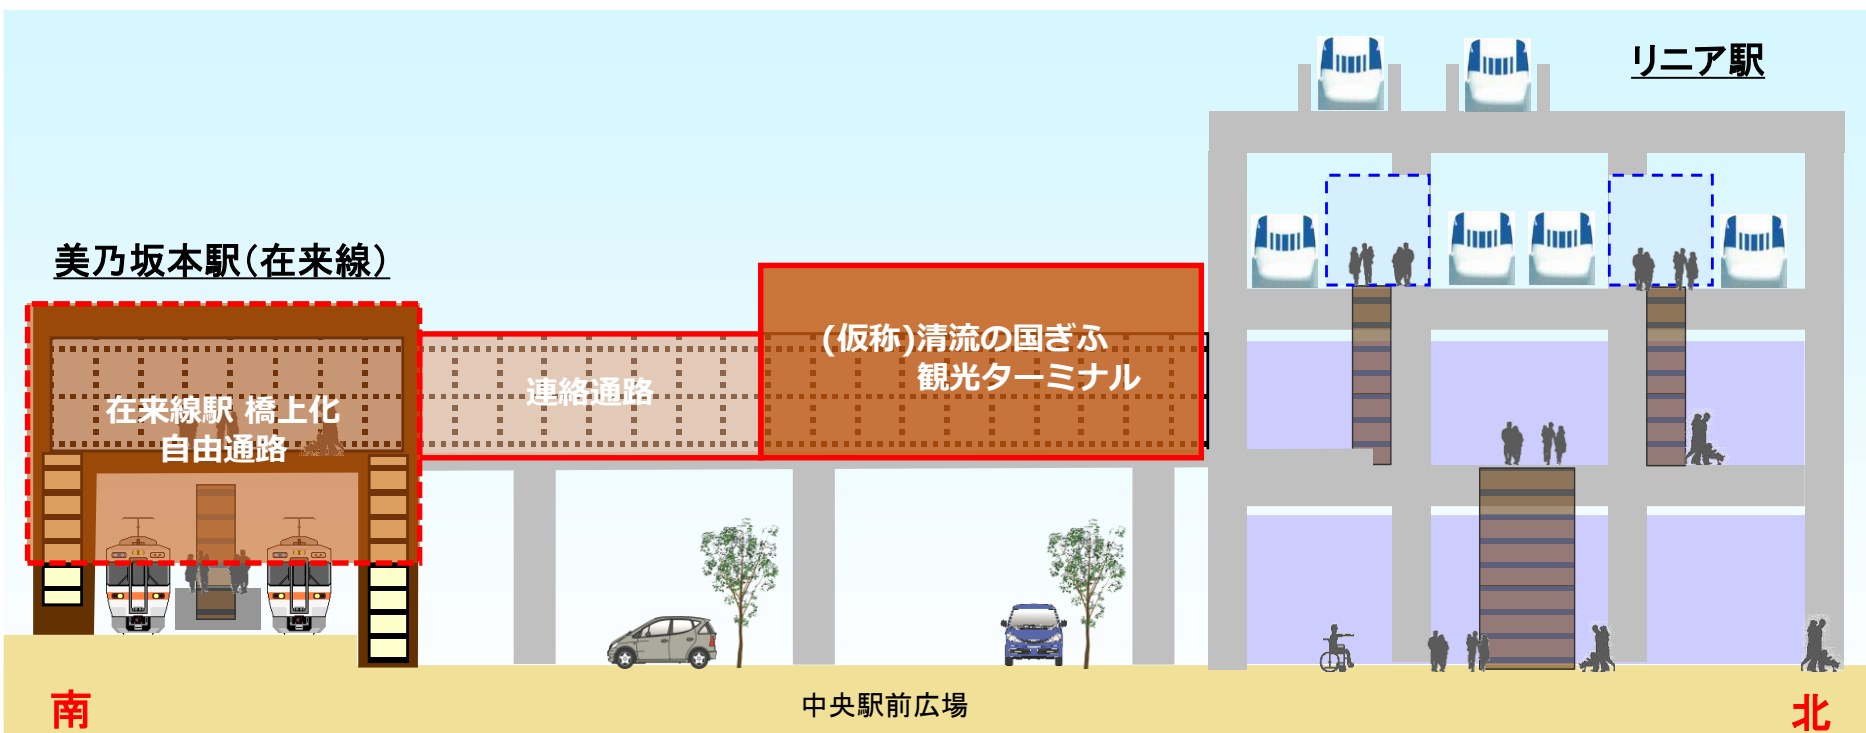 リニア駅
美乃坂本駅(在来線)
(仮称)清流の国ぎふ
観光ターミナル
連絡通路
在来線駅 橋上化
自由通路
南
中央駅前広場
北